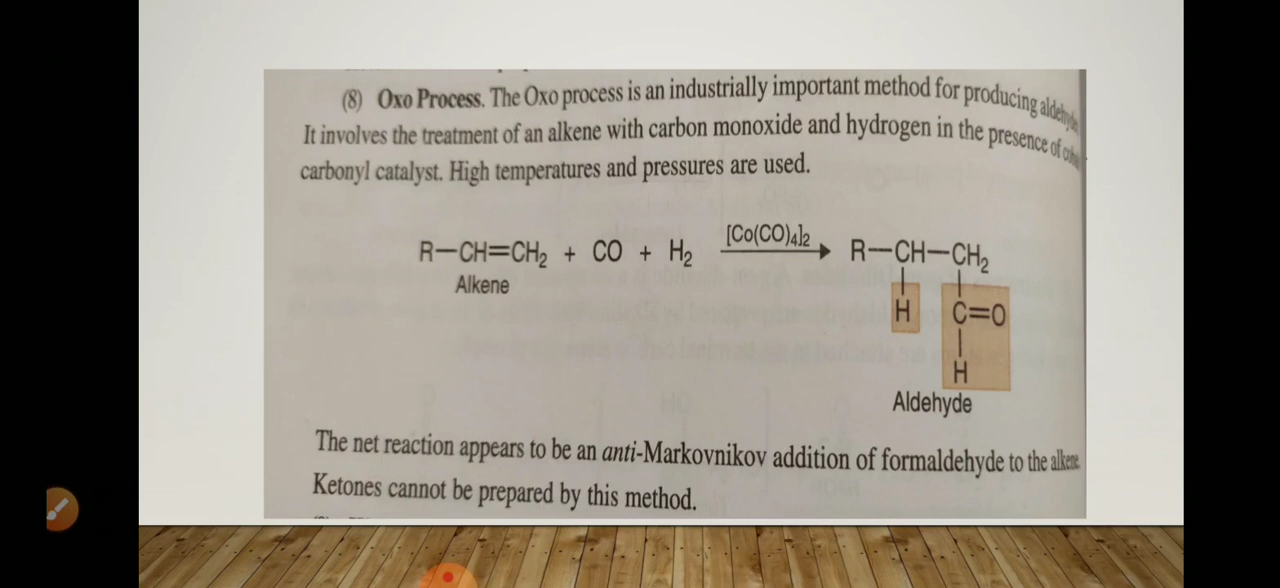 (8) Oxo Process. The Oxo process is an industrially important method for producing
It involves the treatment of an alkene with carbon monoxide and hydrogen in the presence of
carbonyl catalyst. High temperatures and pressures are used.
R—CH=CH₂ + CO + H₂ [Co(CO)₄]₂ R—CH—CH₂
Alkene
H C=O
H
Aldehyde
The net reaction appears to be an anti-Markovnikov addition of formaldehyde to the alkene.
Ketones cannot be prepared by this method.